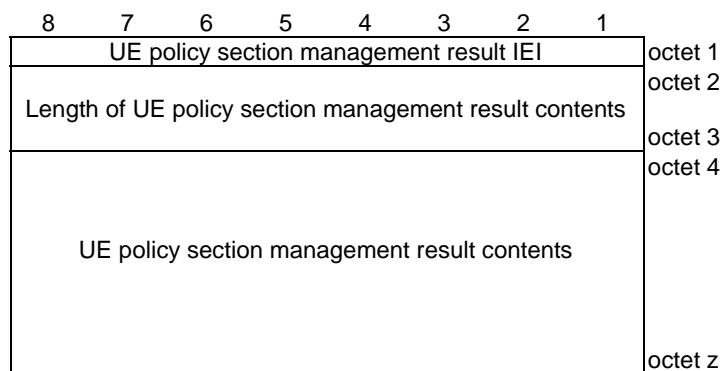 8 7 6 5 4 3 2 1
UE policy section management result IEI octet 1
octet 2
Length of UE policy section management result contents
octet 3
octet 4
UE policy section management result contents
octet z